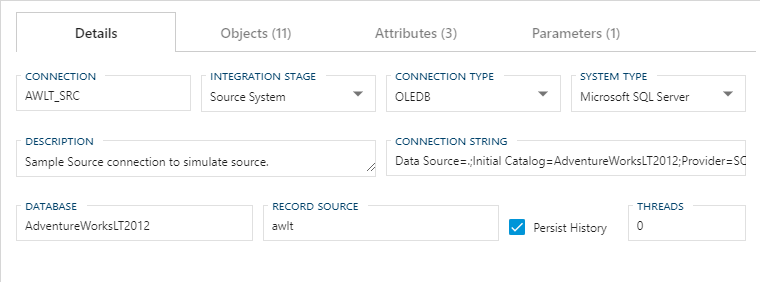 Details
Objects (11)
Attributes (3)
Parameters (1)
CONNECTION
AWLT_SRC
INTEGRATION STAGE
Source System
CONNECTION TYPE
OLEDB
SYSTEM TYPE
Microsoft SQL Server
DESCRIPTION
Sample Source connection to simulate source.
CONNECTION STRING
Data Source=.;Initial Catalog=AdventureWorksLT2012;Provider=SQ
DATABASE
AdventureWorksLT2012
RECORD SOURCE
awlt
Persist History
THREADS
0